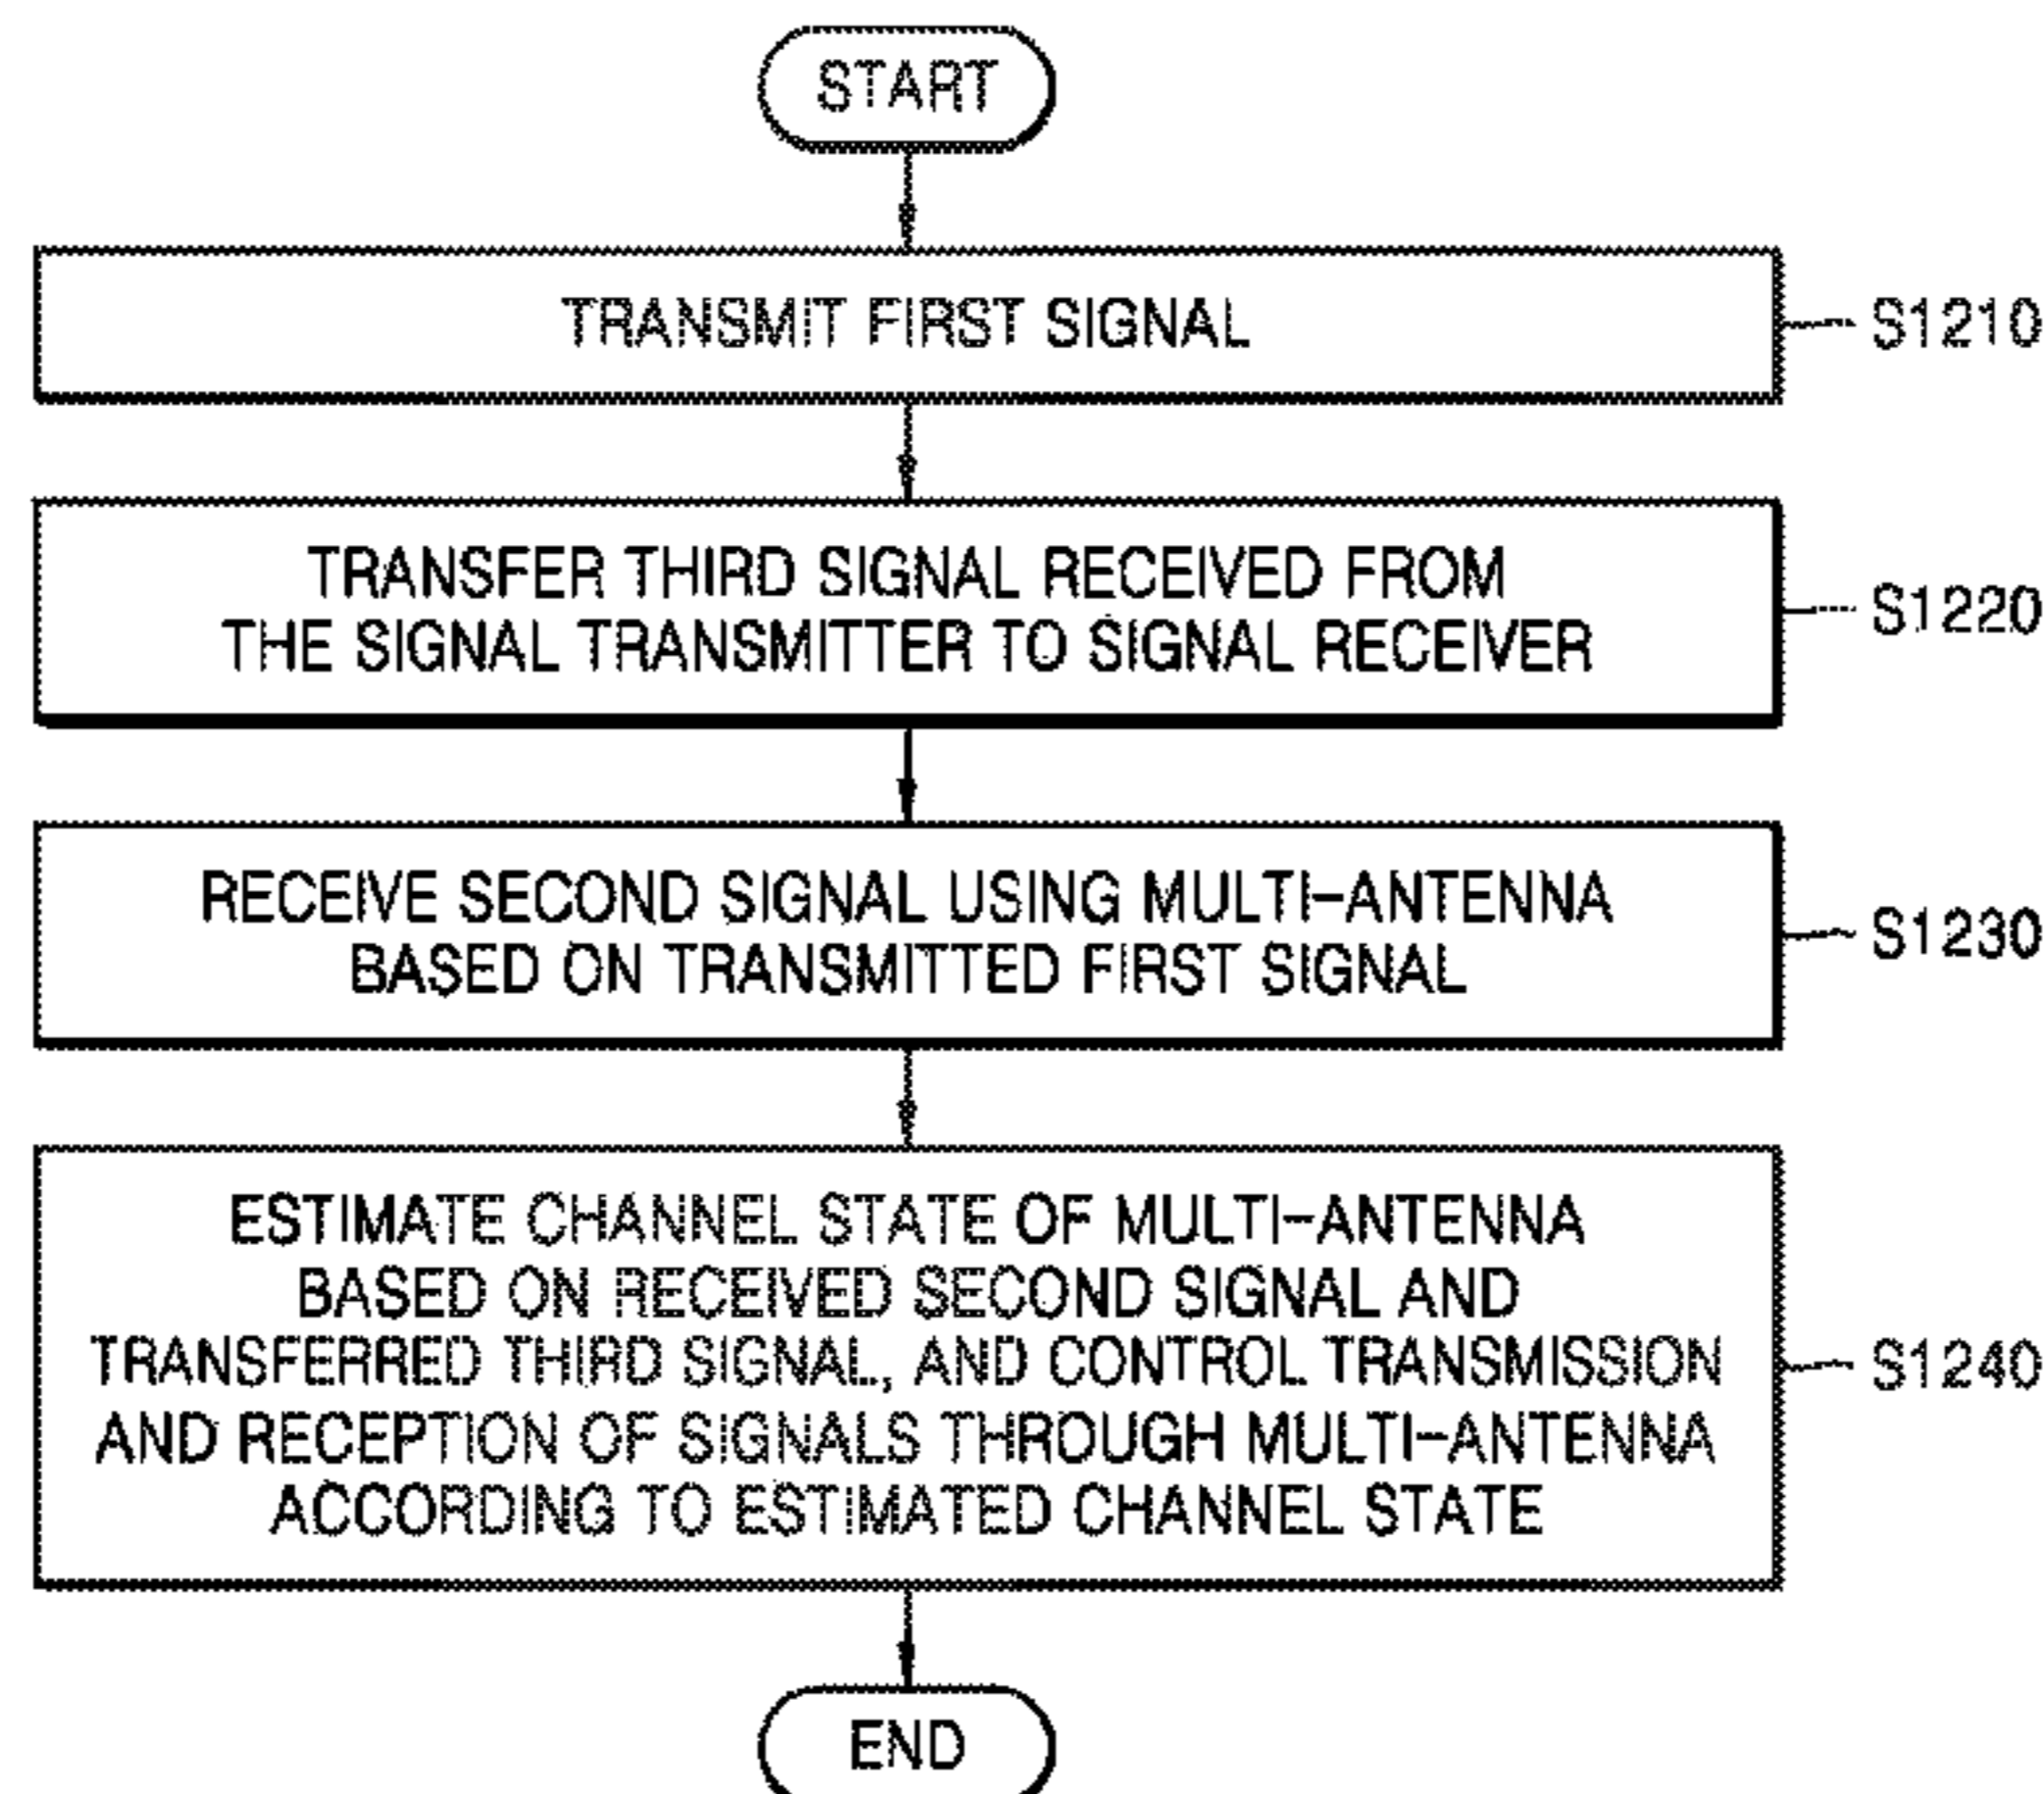 START
TRANSMIT FIRST SIGNAL
S1210
TRANSFER THIRD SIGNAL RECEIVED FROM
THE SIGNAL TRANSMITTER TO SIGNAL RECEIVER
S1220
RECEIVE SECOND SIGNAL USING MULTI-ANTENNA
BASED ON TRANSMITTED FIRST SIGNAL
S1230
ESTIMATE CHANNEL STATE OF MULTI-ANTENNA
BASED ON RECEIVED SECOND SIGNAL AND
TRANSFERRED THIRD SIGNAL, AND CONTROL TRANSMISSION
AND RECEPTION OF SIGNALS THROUGH MULTI-ANTENNA
ACCORDING TO ESTIMATED CHANNEL STATE
S1240
END